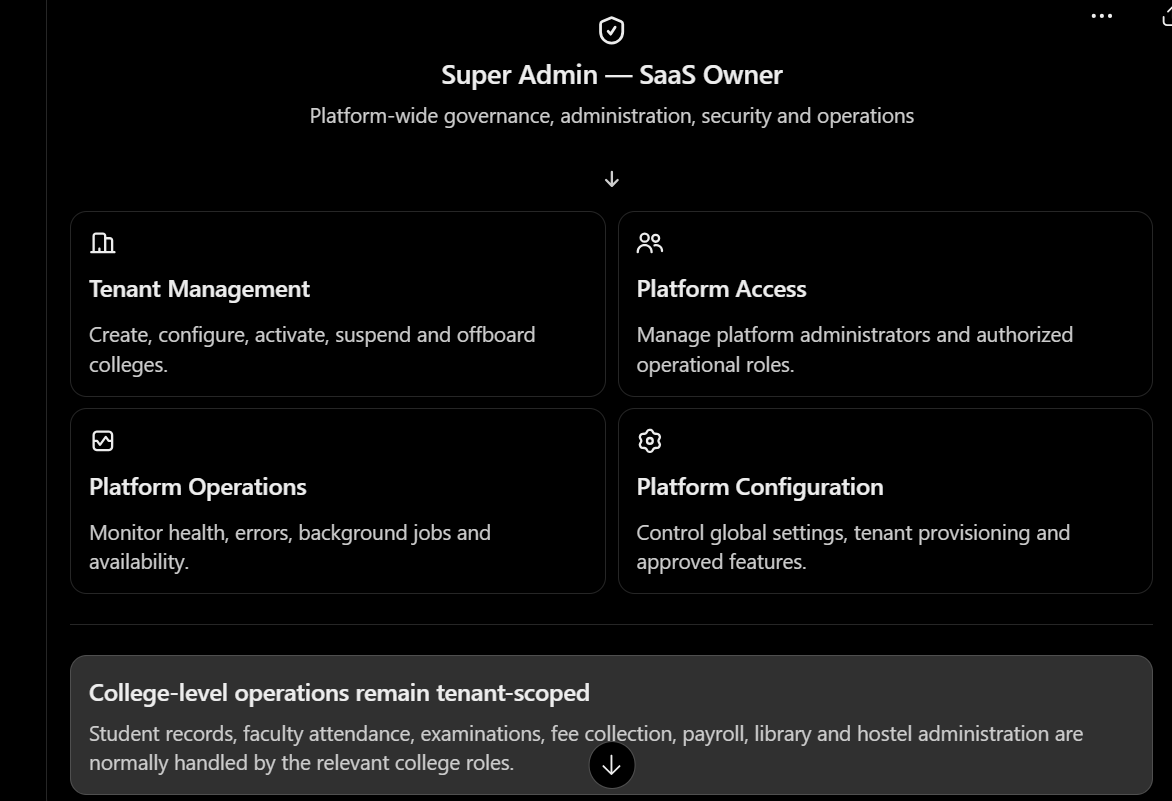 Super Admin — SaaS Owner
Platform-wide governance, administration, security and operations
Tenant Management
Create, configure, activate, suspend and offboard
colleges.
Platform Access
Manage platform administrators and authorized
operational roles.
Platform Operations
Monitor health, errors, background jobs and
availability.
Platform Configuration
Control global settings, tenant provisioning and
approved features.
College-level operations remain tenant-scoped
Student records, faculty attendance, examinations, fee collection, payroll, library and hostel administration are
normally handled by the relevant college roles.